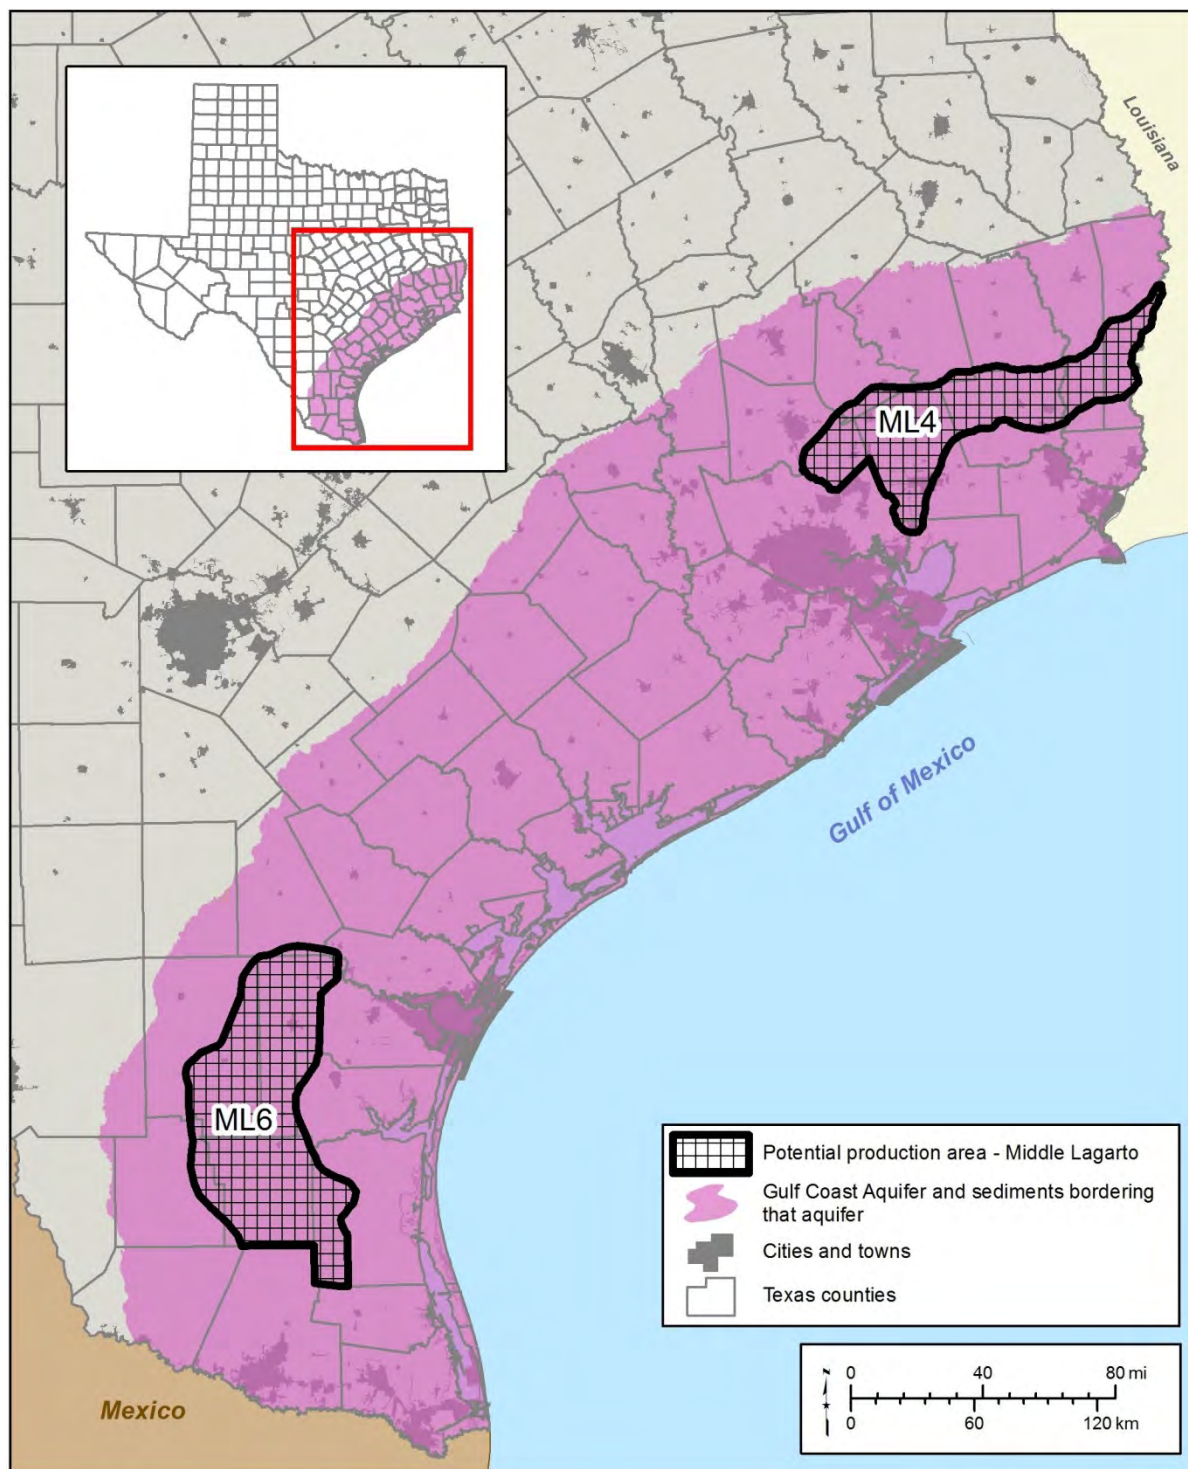 Louisiana
ML4
Gulf of Mexico
ML6
Mexico
Potential production area - Middle Lagarto
Gulf Coast Aquifer and sediments bordering
that aquifer
Cities and towns
Texas counties
N
0 40 80 mi
0 60 120 km